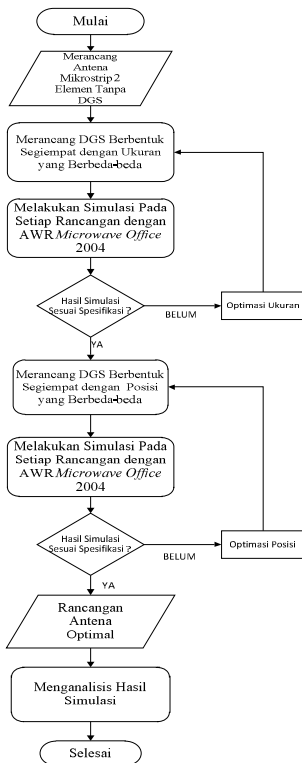 Mulai
Merancang
Antena
Mikrostrip 2
Elemen Tanpa
DGS
Merancang DGS Berbentuk
Segiempat dengan Ukuran
yang Berbeda-beda
Melakukan Simulasi Pada
Setiap Rancangan dengan
AWR Microwave Office
2004
Hasil Simulasi
Sesuai Spesifikasi ?
BELUM
Optimasi Ukuran
YA
Merancang DGS Berbentuk
Segiempat dengan Posisi
yang Berbeda-beda
Melakukan Simulasi Pada
Setiap Rancangan dengan
AWR Microwave Office
2004
Hasil Simulasi
Sesuai Spesifikasi ?
BELUM
Optimasi Posisi
YA
Rancangan
Antena
Optimal
Menganalisis Hasil
Simulasi
Selesai